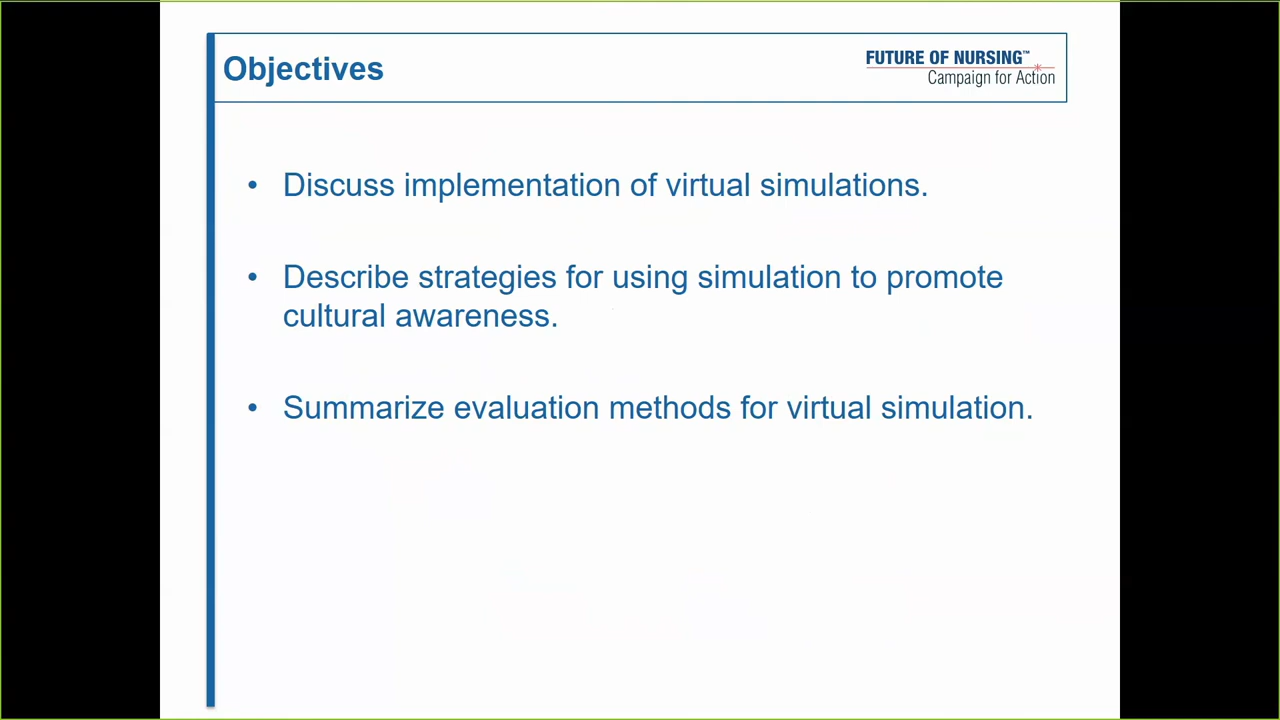 Objectives
FUTURE OF NURSING™
Campaign for Action
• Discuss implementation of virtual simulations.
• Describe strategies for using simulation to promote
cultural awareness.
• Summarize evaluation methods for virtual simulation.